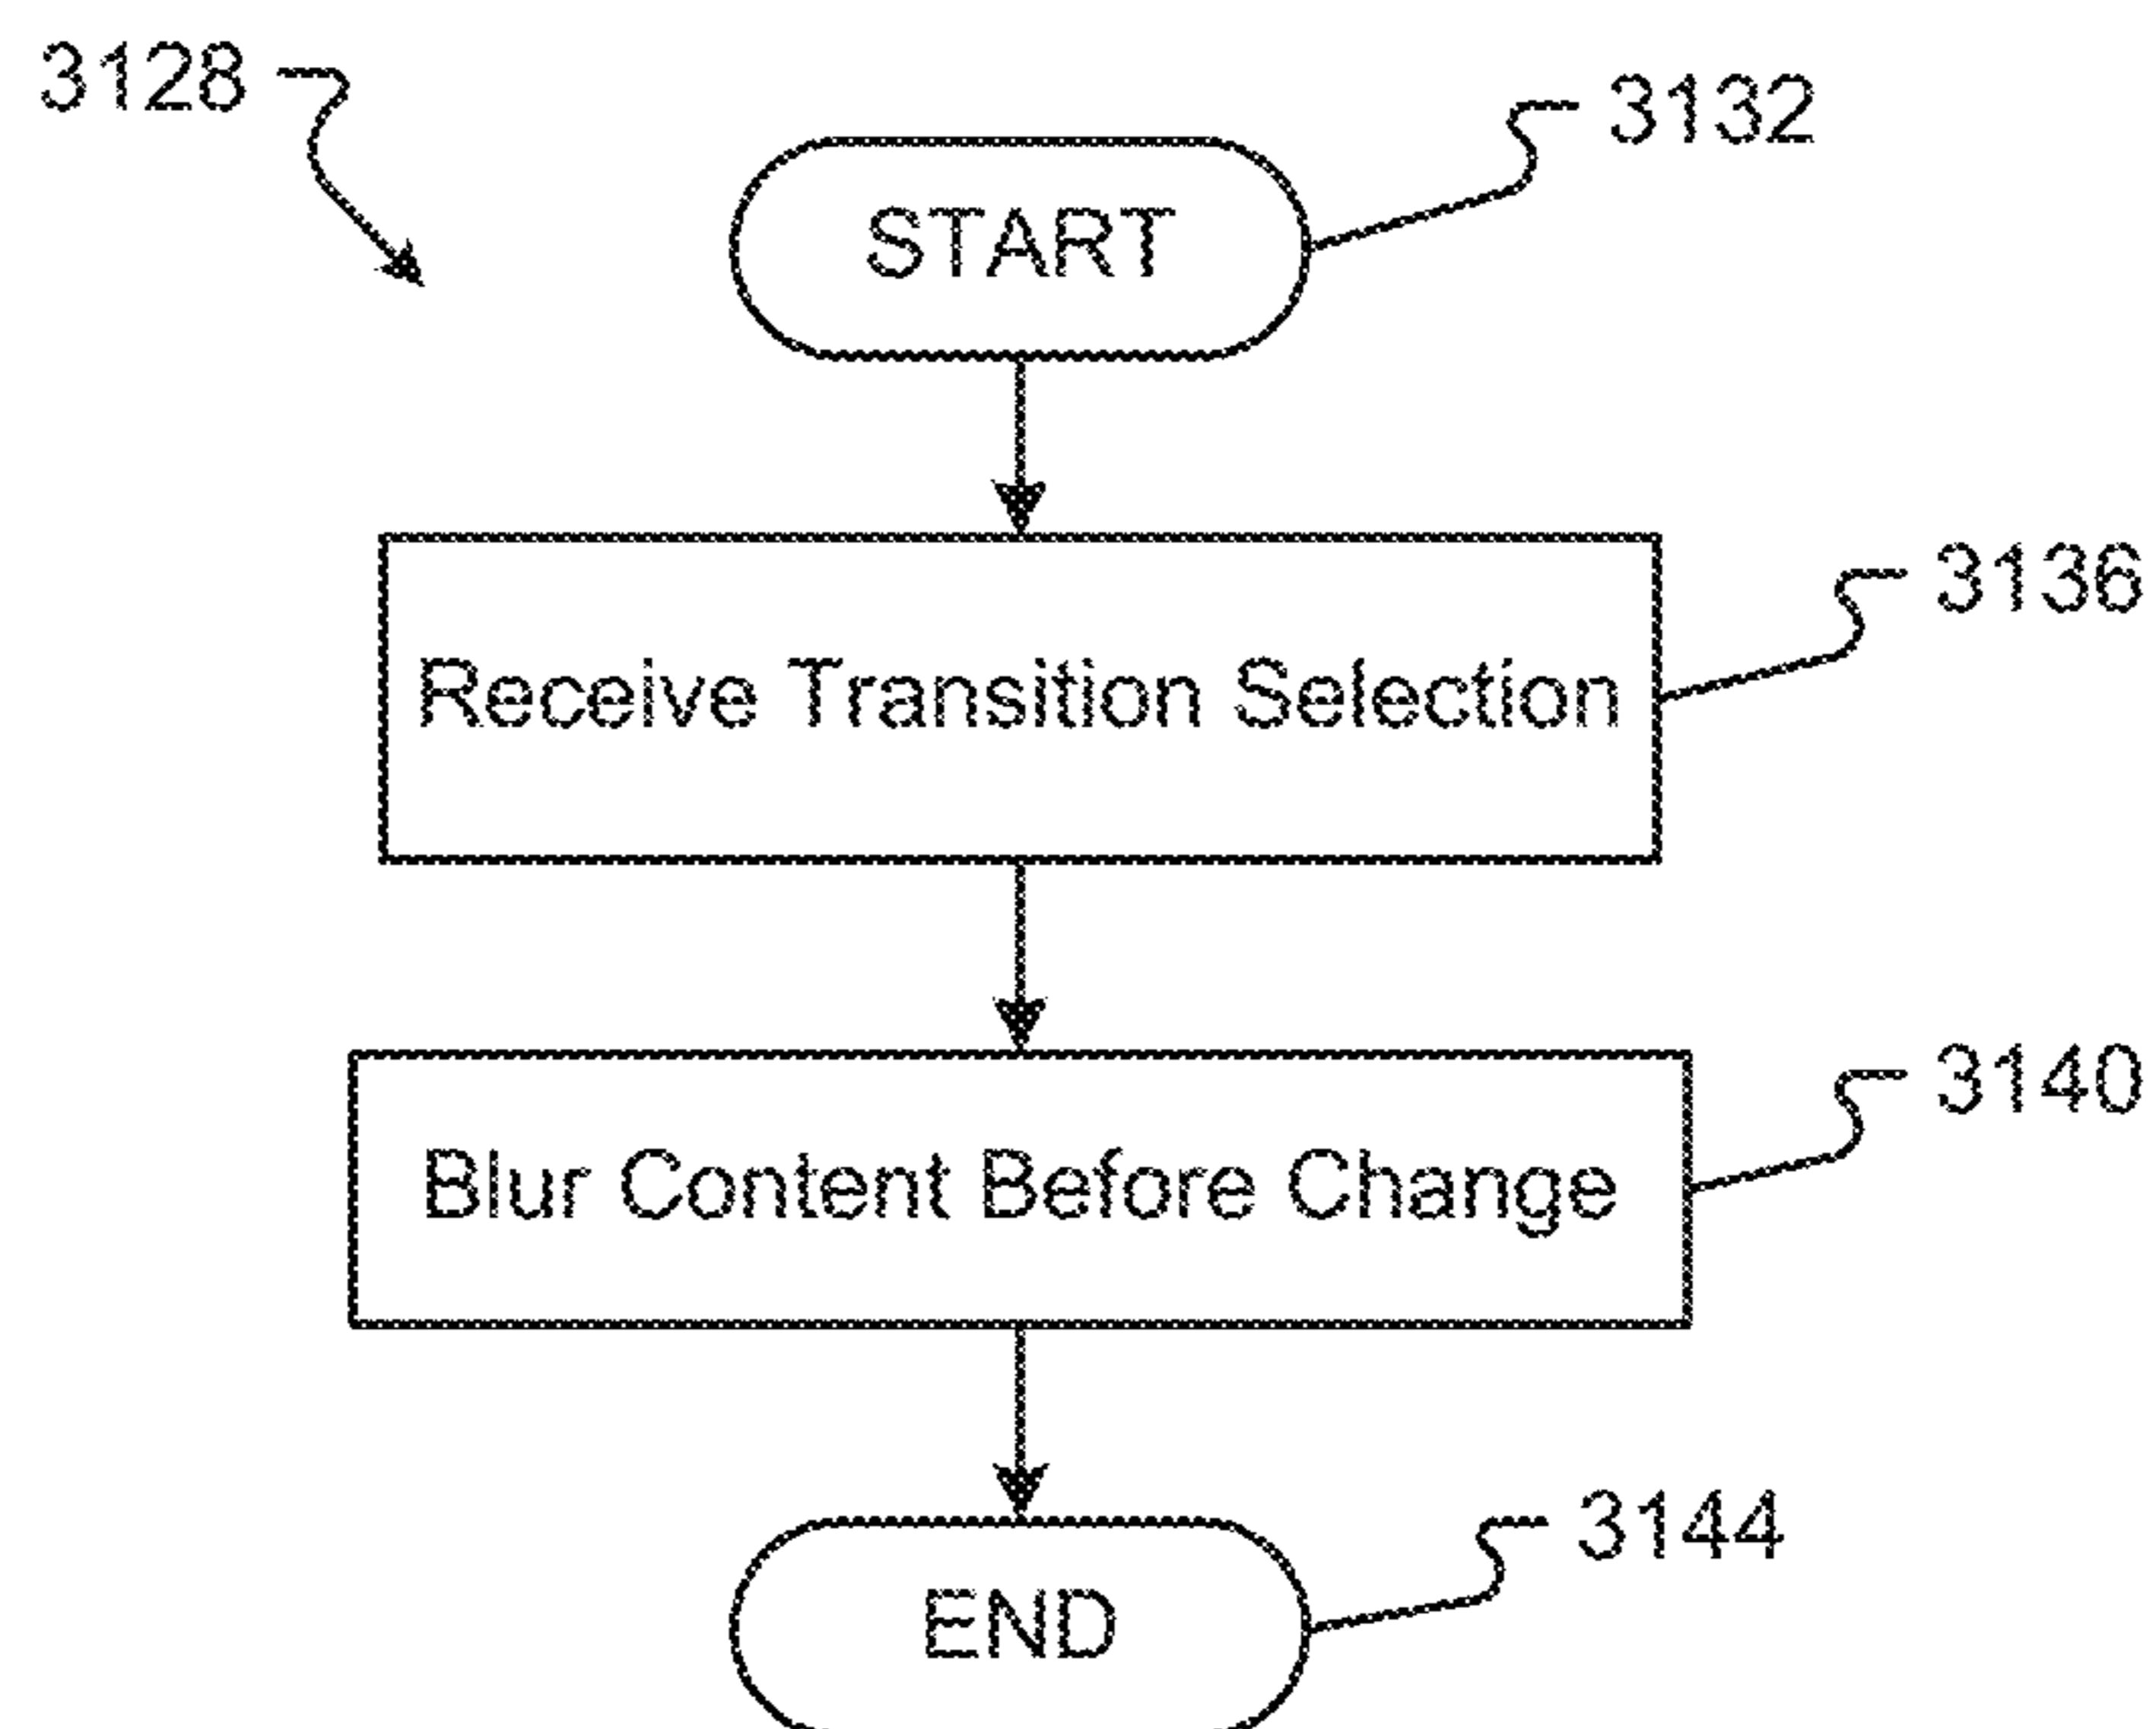 3128
3132
START
3136
Receive Transition Selection
3140
Blur Content Before Change
3144
END